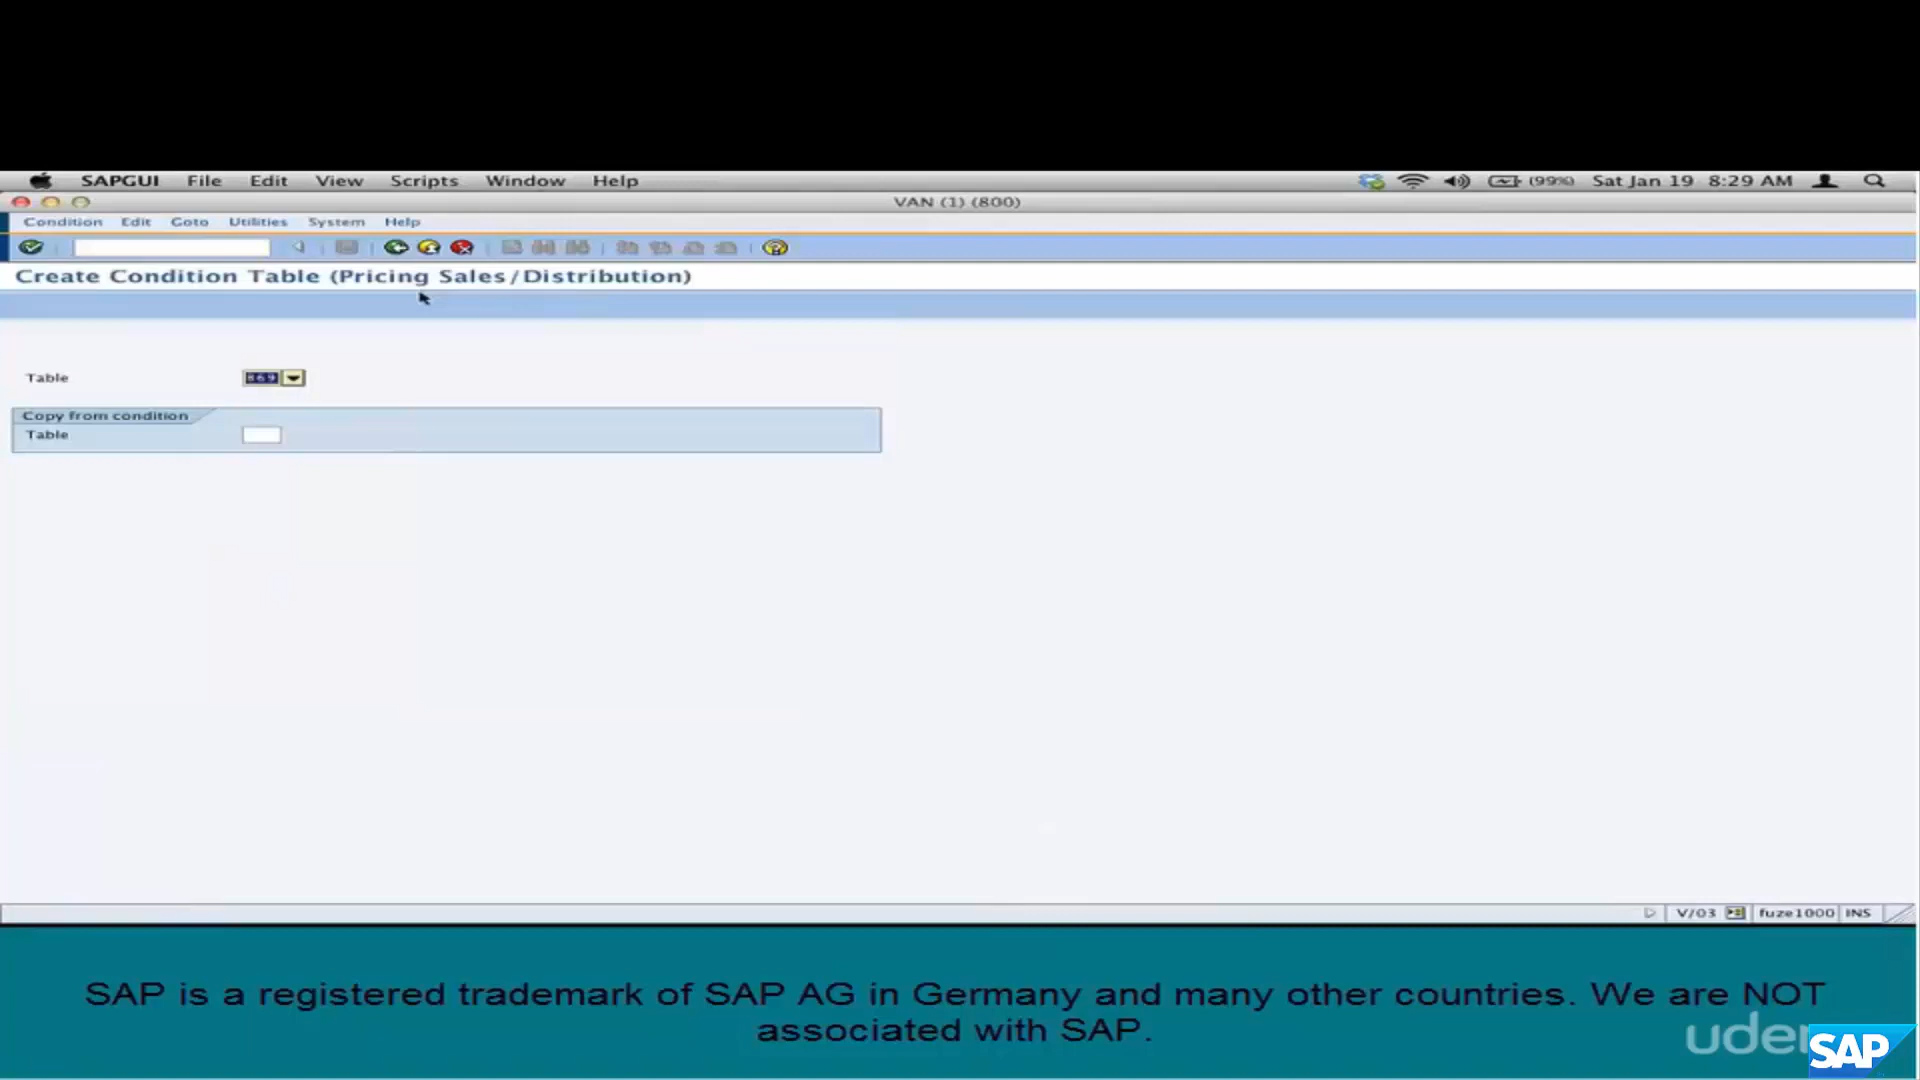 SAPGUI File Edit View Scripts Window Help (99%) Sat Jan 19 8:29 AM
VAN (1) (800)
Condition Edit Goto Utilities System Help
Create Condition Table (Pricing Sales/Distribution)
Table 869
Copy from condition
Table
V/03 fuze1000 INS
SAP is a registered trademark of SAP AG in Germany and many other countries. We are NOT
associated with SAP.
SAP